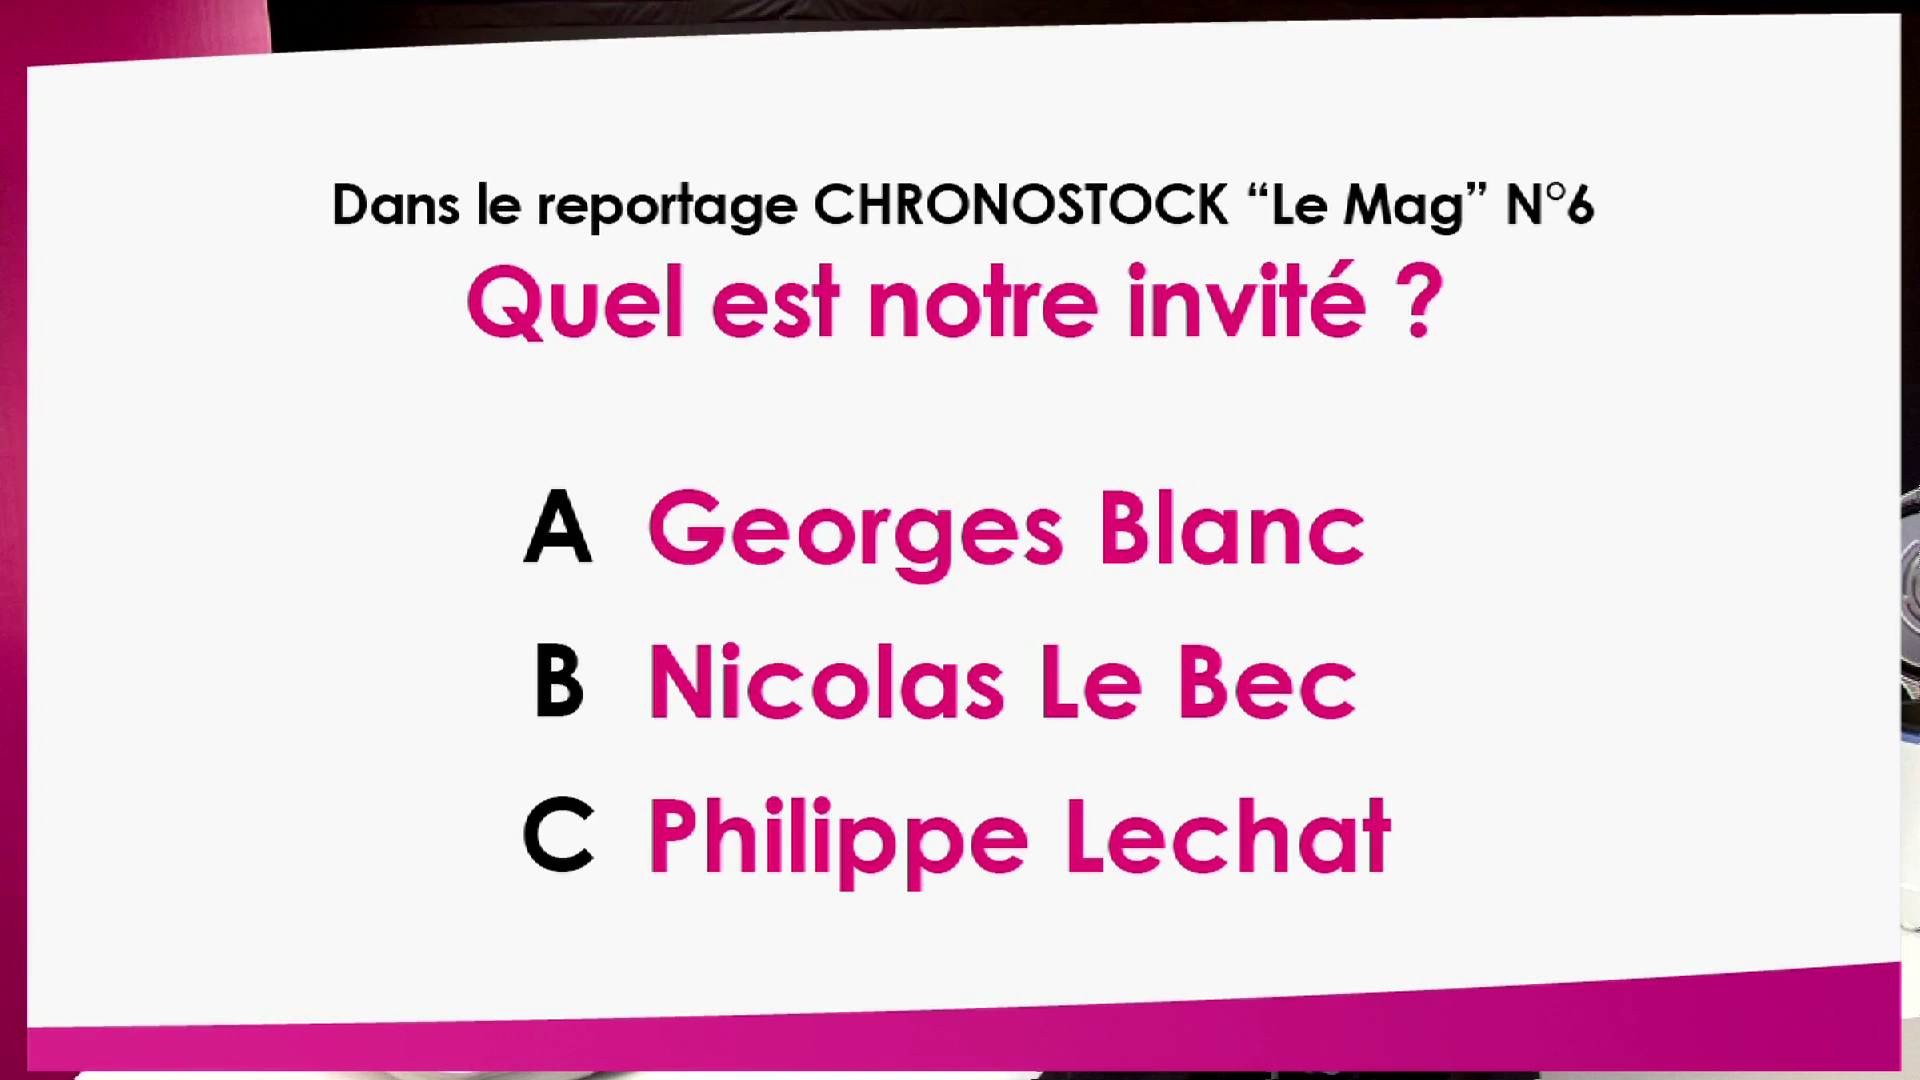 Dans le reportage CHRONOSTOCK “Le Mag” N°6
Quel est notre invité ?
A Georges Blanc
B Nicolas Le Bec
C Philippe Lechat